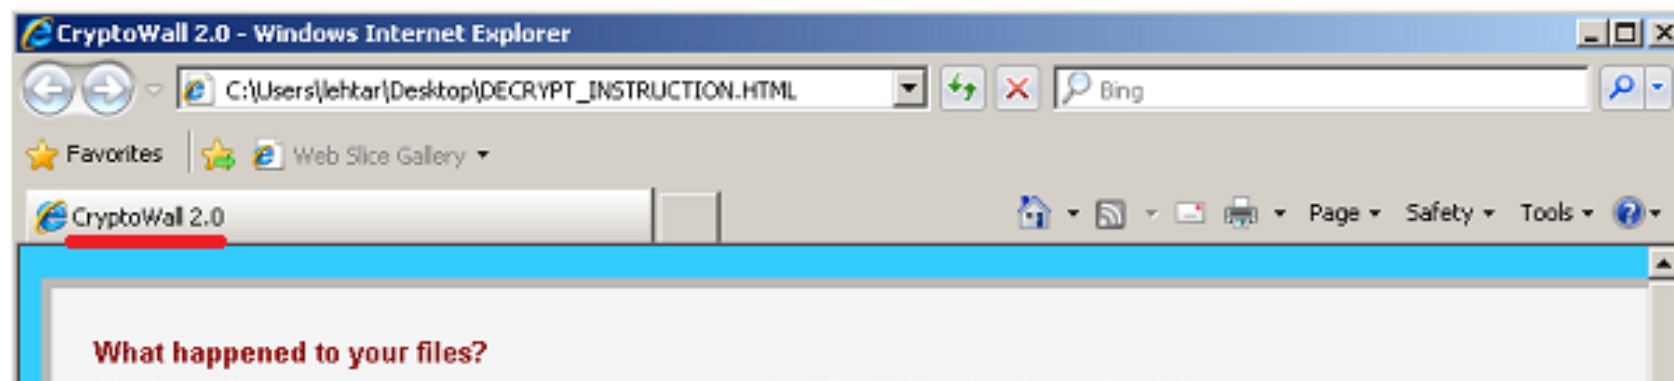 CryptoWall 2.0 - Windows Internet Explorer
C:\Users\lehtar\Desktop\DECRYPT_INSTRUCTION.HTML
Bing
Favorites
Web Slice Gallery
CryptoWall 2.0
Page
Safety
Tools
What happened to your files?